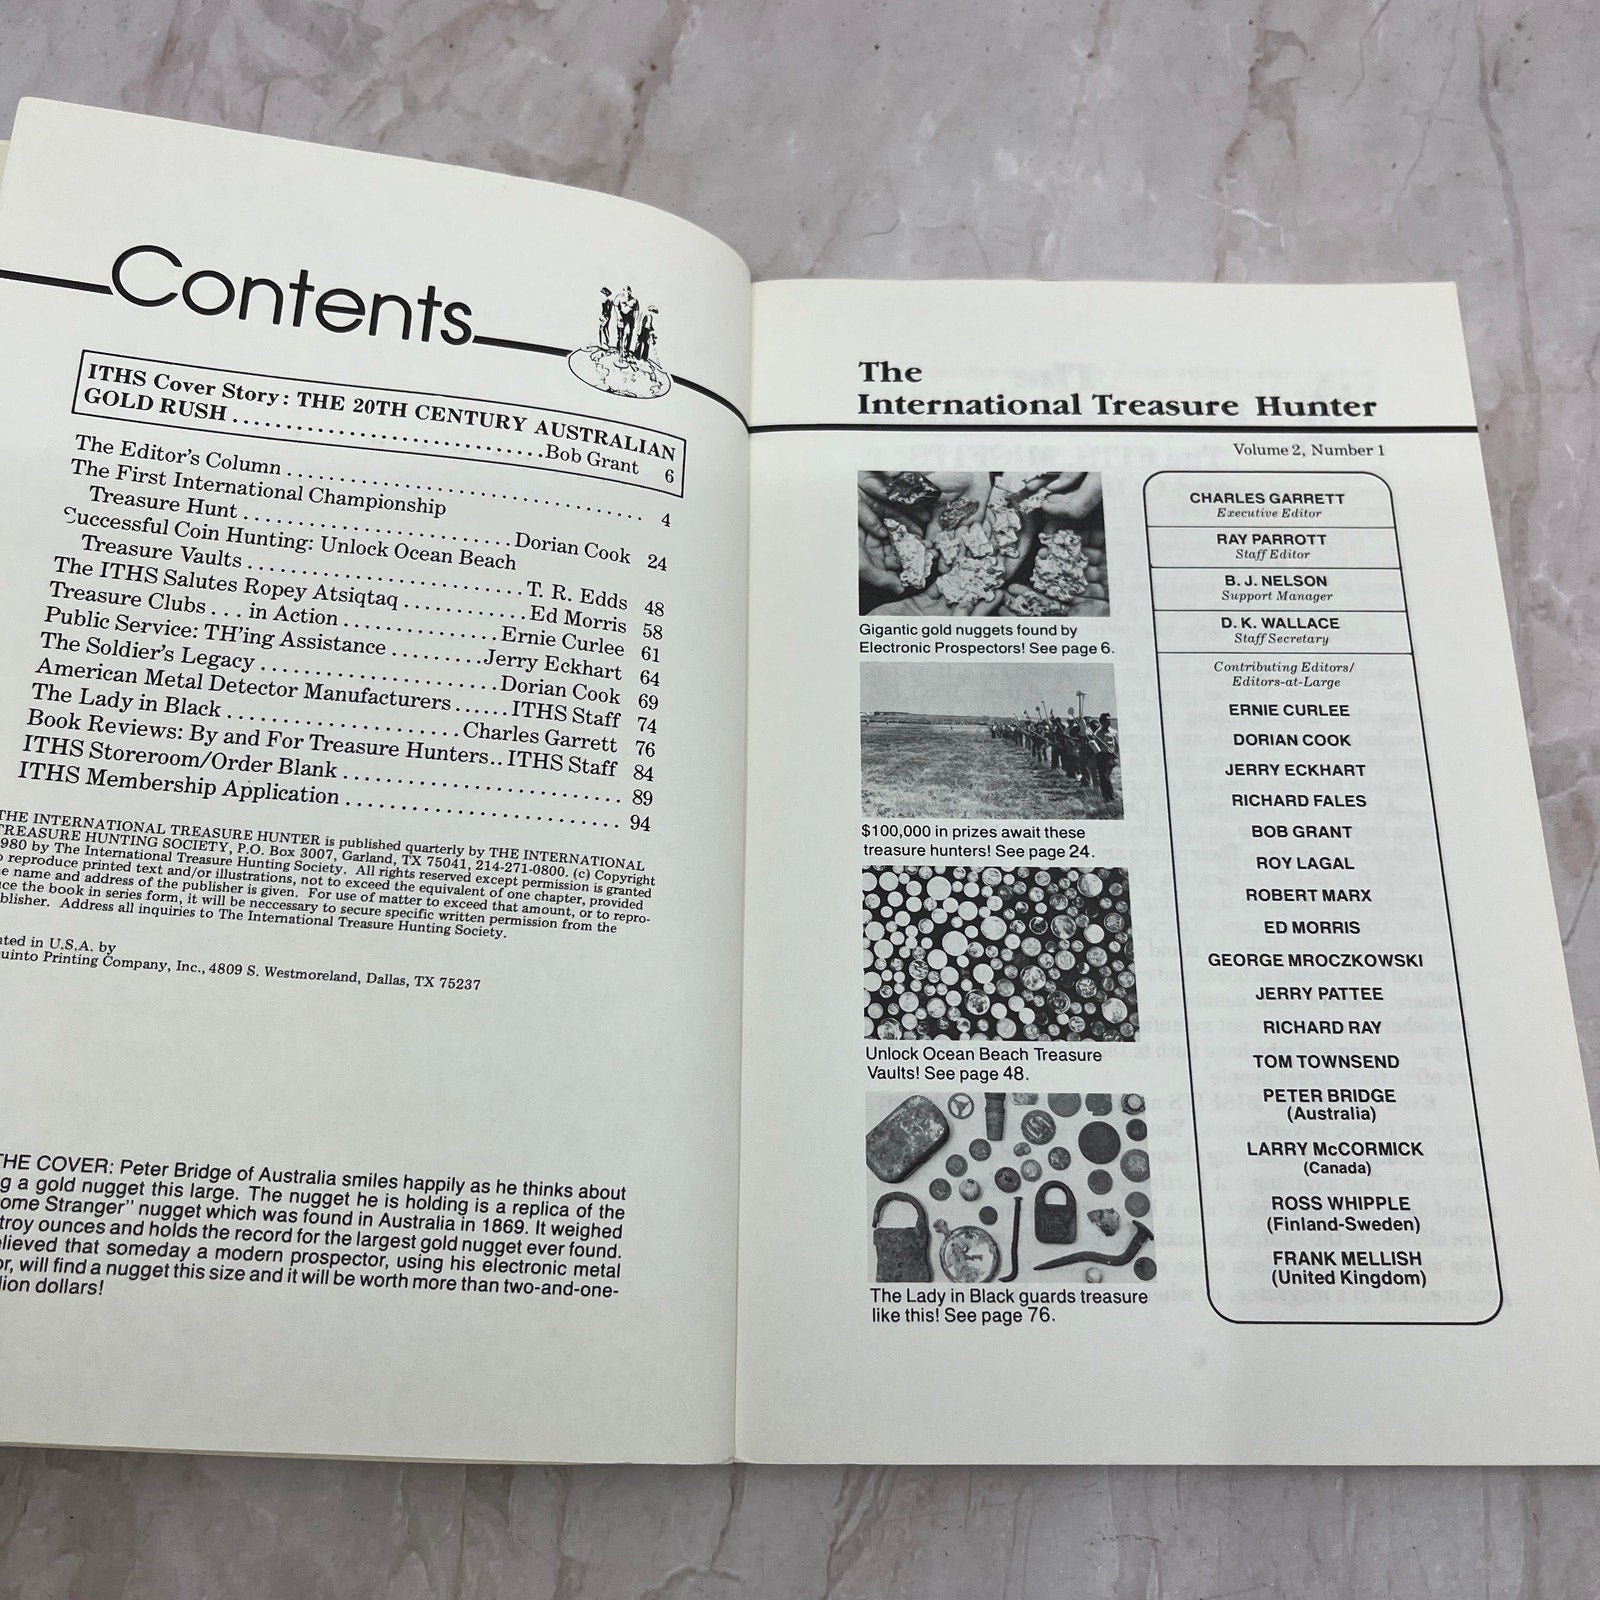 Contents
ITHS Cover Story: THE 20TH CENTURY AUSTRALIAN
GOLD RUSH ..............................Bob Grant 6
The Editor's Column .................................. 4
The First International Championship
Treasure Hunt .........................Dorian Cook 24
Successful Coin Hunting: Unlock Ocean Beach
Treasure Vaults ..........................T. R. Edds 48
The ITHS Salutes Ropey Atsiqtaq ............Ed Morris 58
Treasure Clubs . . . in Action ...............Ernie Curlee 61
Public Service: TH'ing Assistance .........Jerry Eckhart 64
The Soldier's Legacy .......................Dorian Cook 69
American Metal Detector Manufacturers ......ITHS Staff 74
The Lady in Black ......................Charles Garrett 76
Book Reviews: By and For Treasure Hunters.. ITHS Staff 84
ITHS Storeroom/Order Blank ........................... 89
ITHS Membership Application .......................... 94
THE INTERNATIONAL TREASURE HUNTER is published quarterly by THE INTERNATIONAL
TREASURE HUNTING SOCIETY, P.O. Box 3007, Garland, TX 75041, 214-271-0800. (c) Copyright
980 by The International Treasure Hunting Society. All rights reserved except permission is granted
o reproduce printed text and/or illustrations, not to exceed the equivalent of one chapter, provided
e name and address of the publisher is given. For use of matter to exceed that amount, or to repro-
uce the book in series form, it will be neccessary to secure specific written permission from the
blisher. Address all inquiries to The International Treasure Hunting Society.
nted in U.S.A. by
uinto Printing Company, Inc., 4809 S. Westmoreland, Dallas, TX 75237
THE COVER: Peter Bridge of Australia smiles happily as he thinks about
g a gold nugget this large. The nugget he is holding is a replica of the
ome Stranger" nugget which was found in Australia in 1869. It weighed
troy ounces and holds the record for the largest gold nugget ever found.
elieved that someday a modern prospector, using his electronic metal
or, will find a nugget this size and it will be worth more than two-and-one-
lion dollars!
The
International Treasure Hunter
Volume 2, Number 1
Gigantic gold nuggets found by
Electronic Prospectors! See page 6.
$100,000 in prizes await these
treasure hunters! See page 24.
Unlock Ocean Beach Treasure
Vaults! See page 48.
The Lady in Black guards treasure
like this! See page 76.
CHARLES GARRETT
Executive Editor
RAY PARROTT
Staff Editor
B. J. NELSON
Support Manager
D. K. WALLACE
Staff Secretary
Contributing Editors/
Editors-at-Large
ERNIE CURLEE
DORIAN COOK
JERRY ECKHART
RICHARD FALES
BOB GRANT
ROY LAGAL
ROBERT MARX
ED MORRIS
GEORGE MROCZKOWSKI
JERRY PATTEE
RICHARD RAY
TOM TOWNSEND
PETER BRIDGE
(Australia)
LARRY McCORMICK
(Canada)
ROSS WHIPPLE
(Finland-Sweden)
FRANK MELLISH
(United Kingdom)